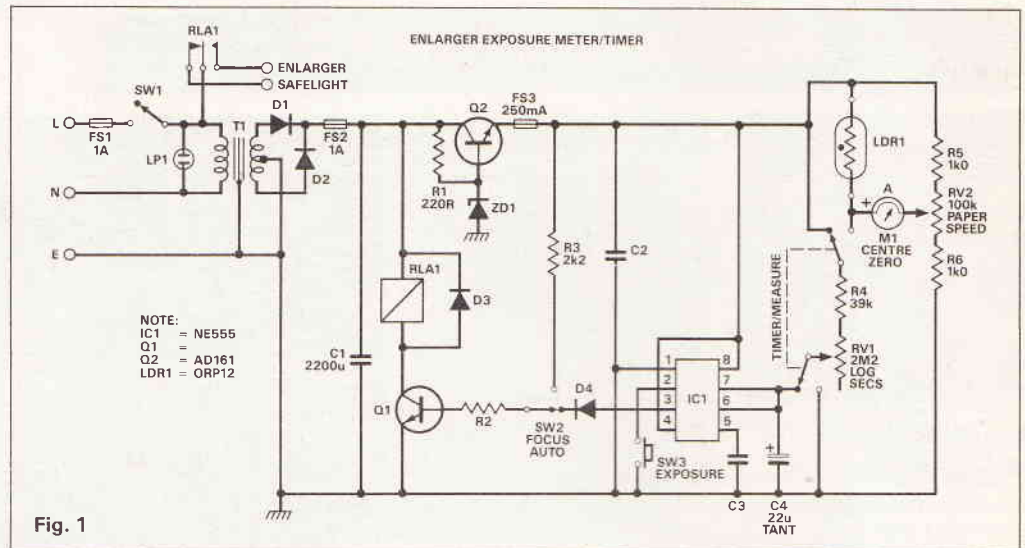 RLA1
ENLARGER EXPOSURE METER/TIMER
ENLARGER
SAFELIGHT
SW1
L
FS1
1A
LP1
T1
D1
D2
FS2
1A
N
E
Q2
FS3
250mA
R1
220R
ZD1
R3
2k2
C2
LDR1
R5
1k0
A
+
RV2
100k
PAPER
SPEED
M1
CENTRE
ZERO
R6
1k0
RLA1
D3
TIMER/MEASURE
R4
39k
RV1
2M2
LOG
SECS
NOTE:
IC1 = NE555
Q1 =
Q2 = AD161
LDR1 = ORP12
C1
2200u
Q1
R2
SW2
FOCUS
AUTO
D4
1 8
2 7
3 6
4 5
IC1
SW3
EXPOSURE
C3
+
C4
22u
TANT
Fig. 1